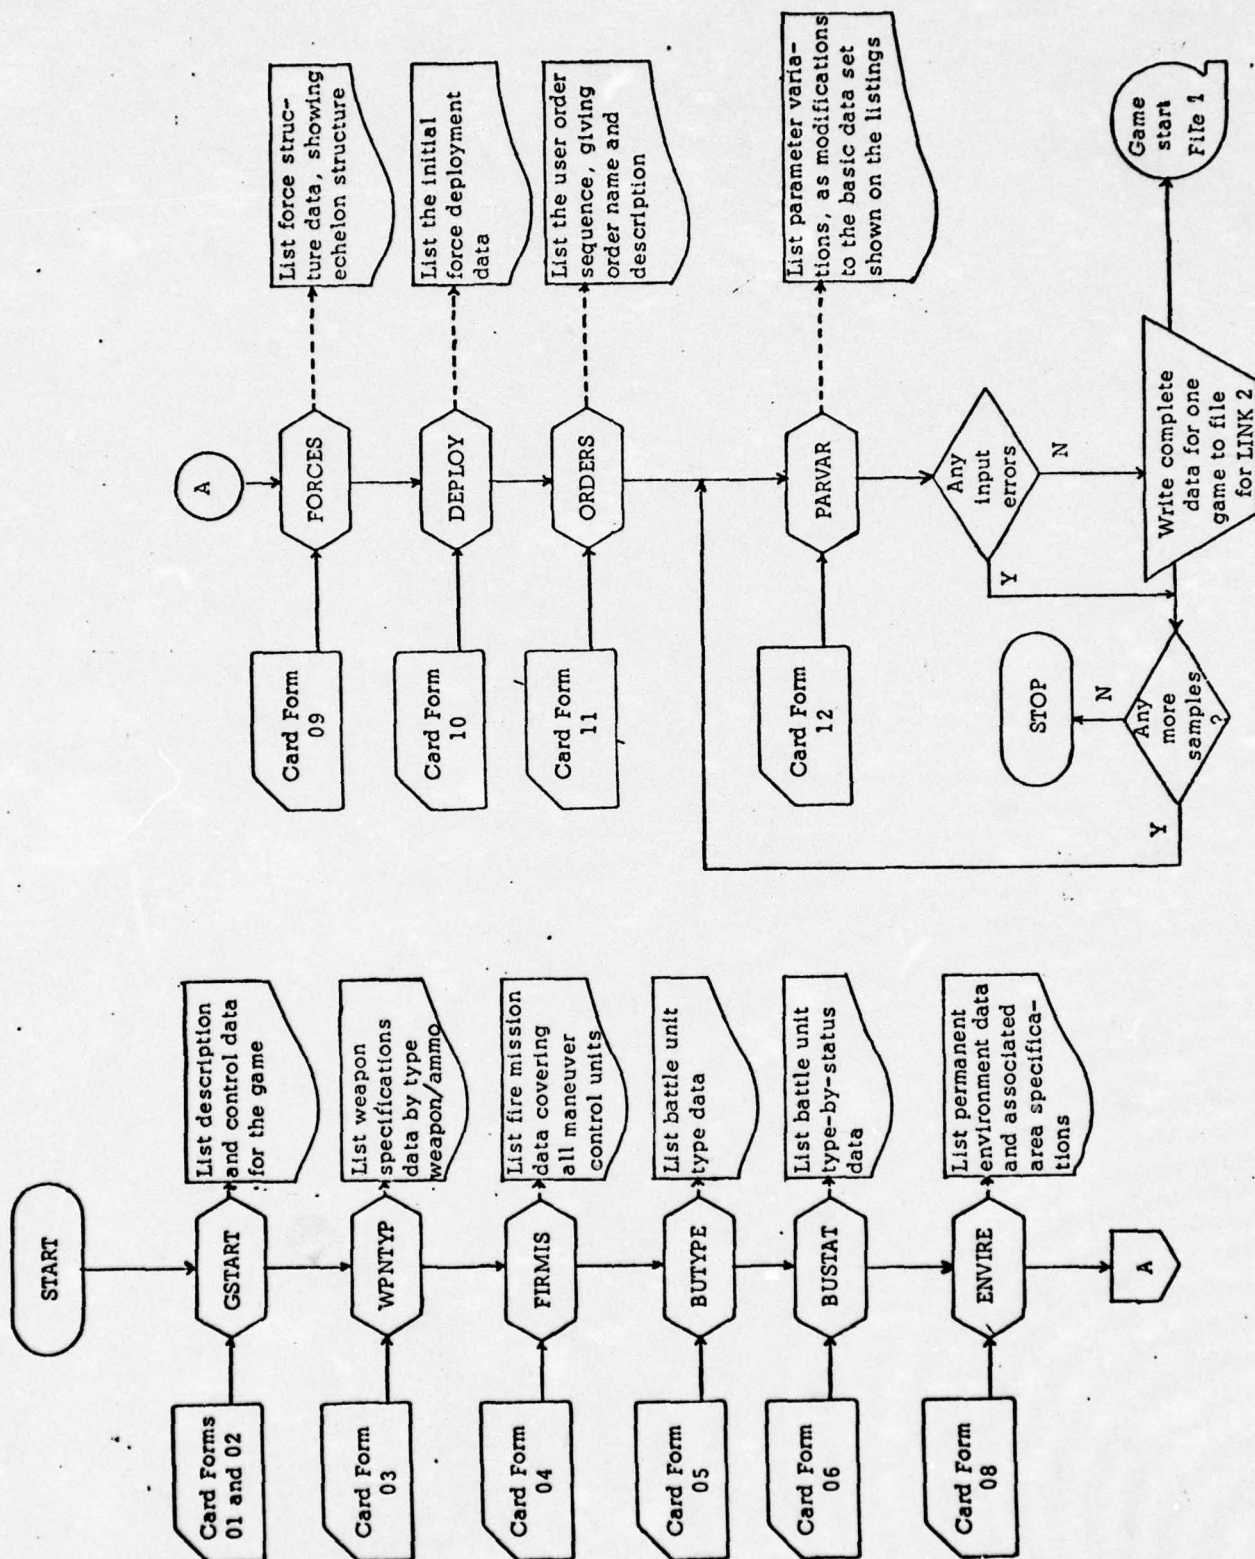 START
Card Forms
01 and 02
GSTART
List description
and control data
for the game
Card Form
03
WPNTYP
List weapon
specifications
data by type
weapon/ammo
Card Form
04
FIRMIS
List fire mission
data covering
all maneuver
control units
Card Form
05
BUTYPE
List battle unit
type data
Card Form
06
BUSTAT
List battle unit
type-by-status
data
Card Form
08
ENVIRE
List permanent
environment data
and associated
area specifica-
tions
A
A
Card Form
09
FORCES
List force struc-
ture data, showing
echelon structure
Card Form
10
DEPLOY
List the initial
force deployment
data
Card Form
11
ORDERS
List the user order
sequence, giving
order name and
description
Card Form
12
PARVAR
List parameter varia-
tions, as modifications
to the basic data set
shown on the listings
Any
input
errors
Y
N
STOP
N
Any
more
samples
?
Y
Write complete
data for one
game to file
for LINK 2
Game
start
File 1